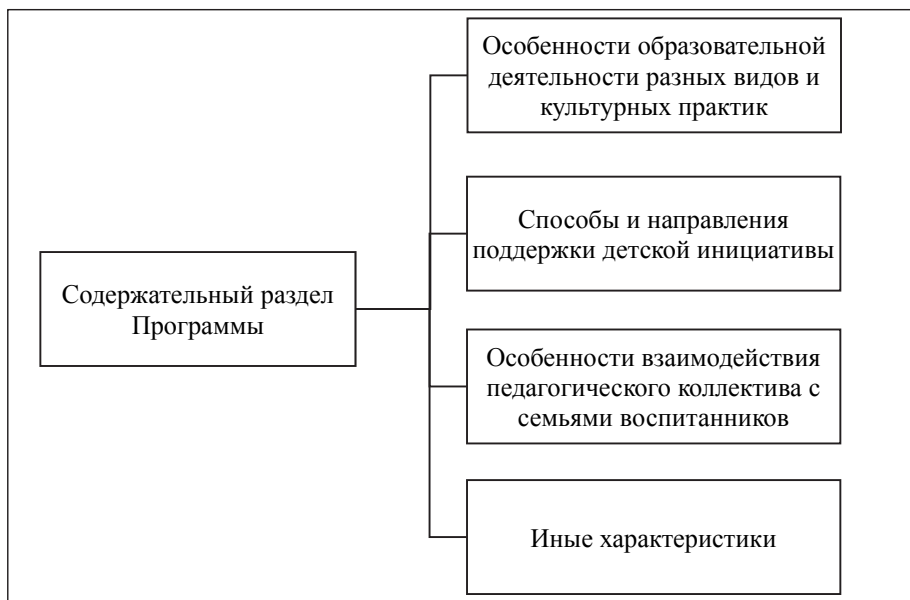 Особенности образовательной
деятельности разных видов и
культурных практик
Способы и направления
поддержки детской инициативы
Содержательный раздел
Программы
Особенности взаимодействия
педагогического коллектива с
семьями воспитанников
Иные характеристики